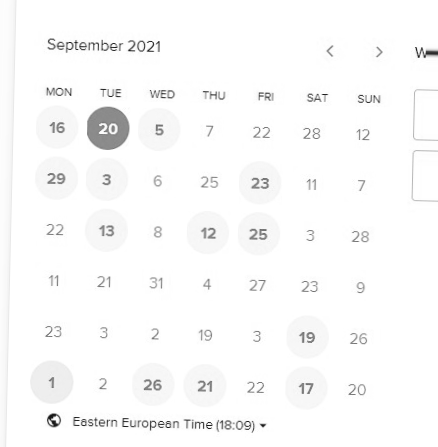 September 2021
MON TUE WED THU FRI SAT SUN
16 20 5 7 22 28 12
29 3 6 25 23 11 7
22 13 8 12 25 3 28
11 21 31 4 27 23 9
23 3 2 19 3 19 26
1 2 26 21 22 17 20
Eastern European Time (18:09)